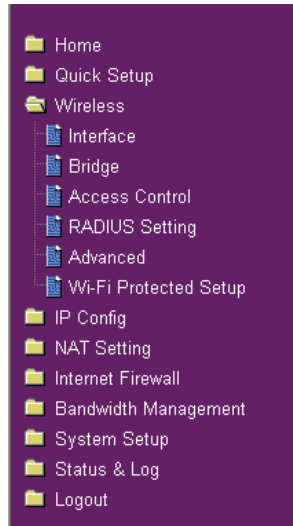 Home
Quick Setup
Wireless
Interface
Bridge
Access Control
RADIUS Setting
Advanced
Wi-Fi Protected Setup
IP Config
NAT Setting
Internet Firewall
Bandwidth Management
System Setup
Status & Log
Logout